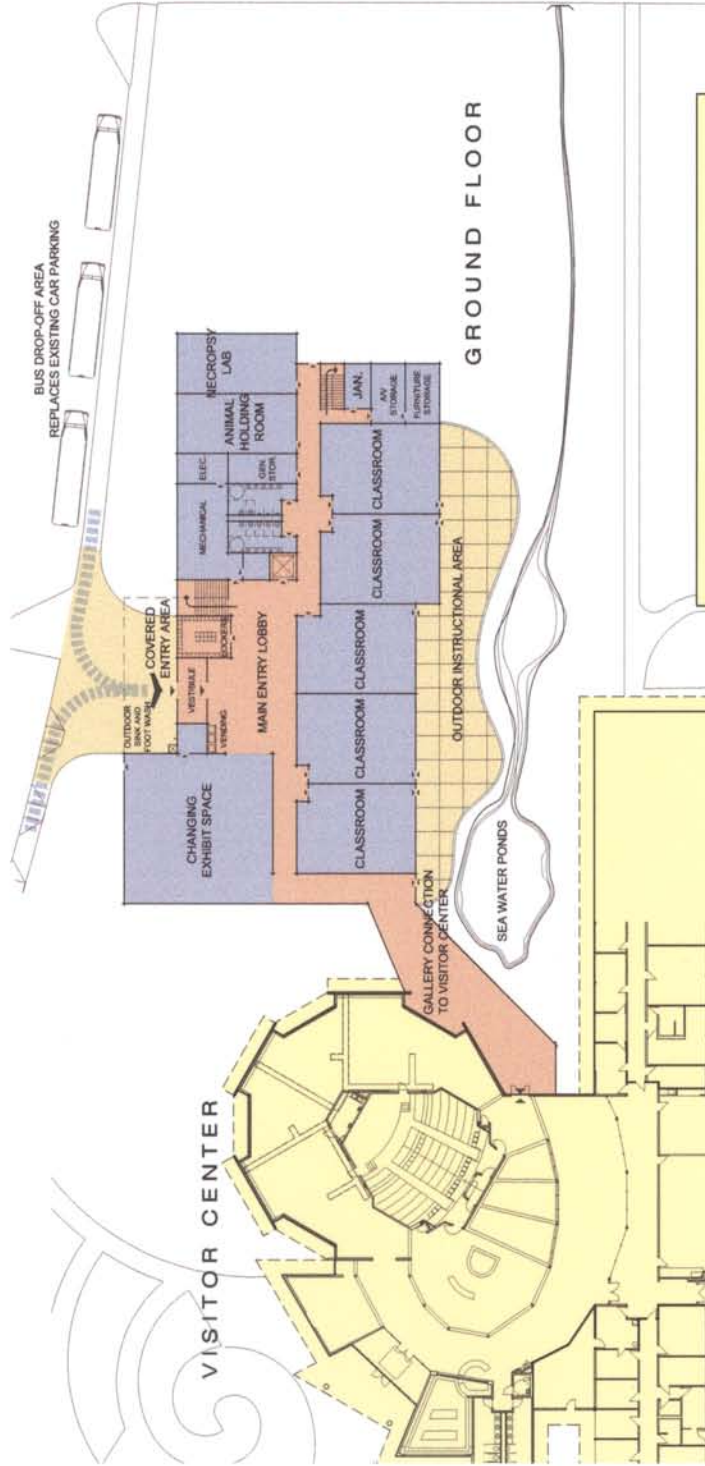 BUS DROP-OFF AREA
REPLACES EXISTING CAR PARKING
COVERED
ENTRY AREA
OUTDOOR
SINK AND
FOOT WASH
VESTIBULE
LOCKERS
VENDING
MAIN ENTRY LOBBY
CHANGING
EXHIBIT SPACE
MECHANICAL
ELEC.
GEN
STOR.
ANIMAL
HOLDING
ROOM
NECROPSY
LAB
JAN.
A/V
STORAGE
FURNITURE
STORAGE
CLASSROOM
CLASSROOM
CLASSROOM
CLASSROOM
CLASSROOM
OUTDOOR INSTRUCTIONAL AREA
GALLERY CONNECTION
TO VISITOR CENTER
SEA WATER PONDS
VISITOR CENTER
GROUND FLOOR